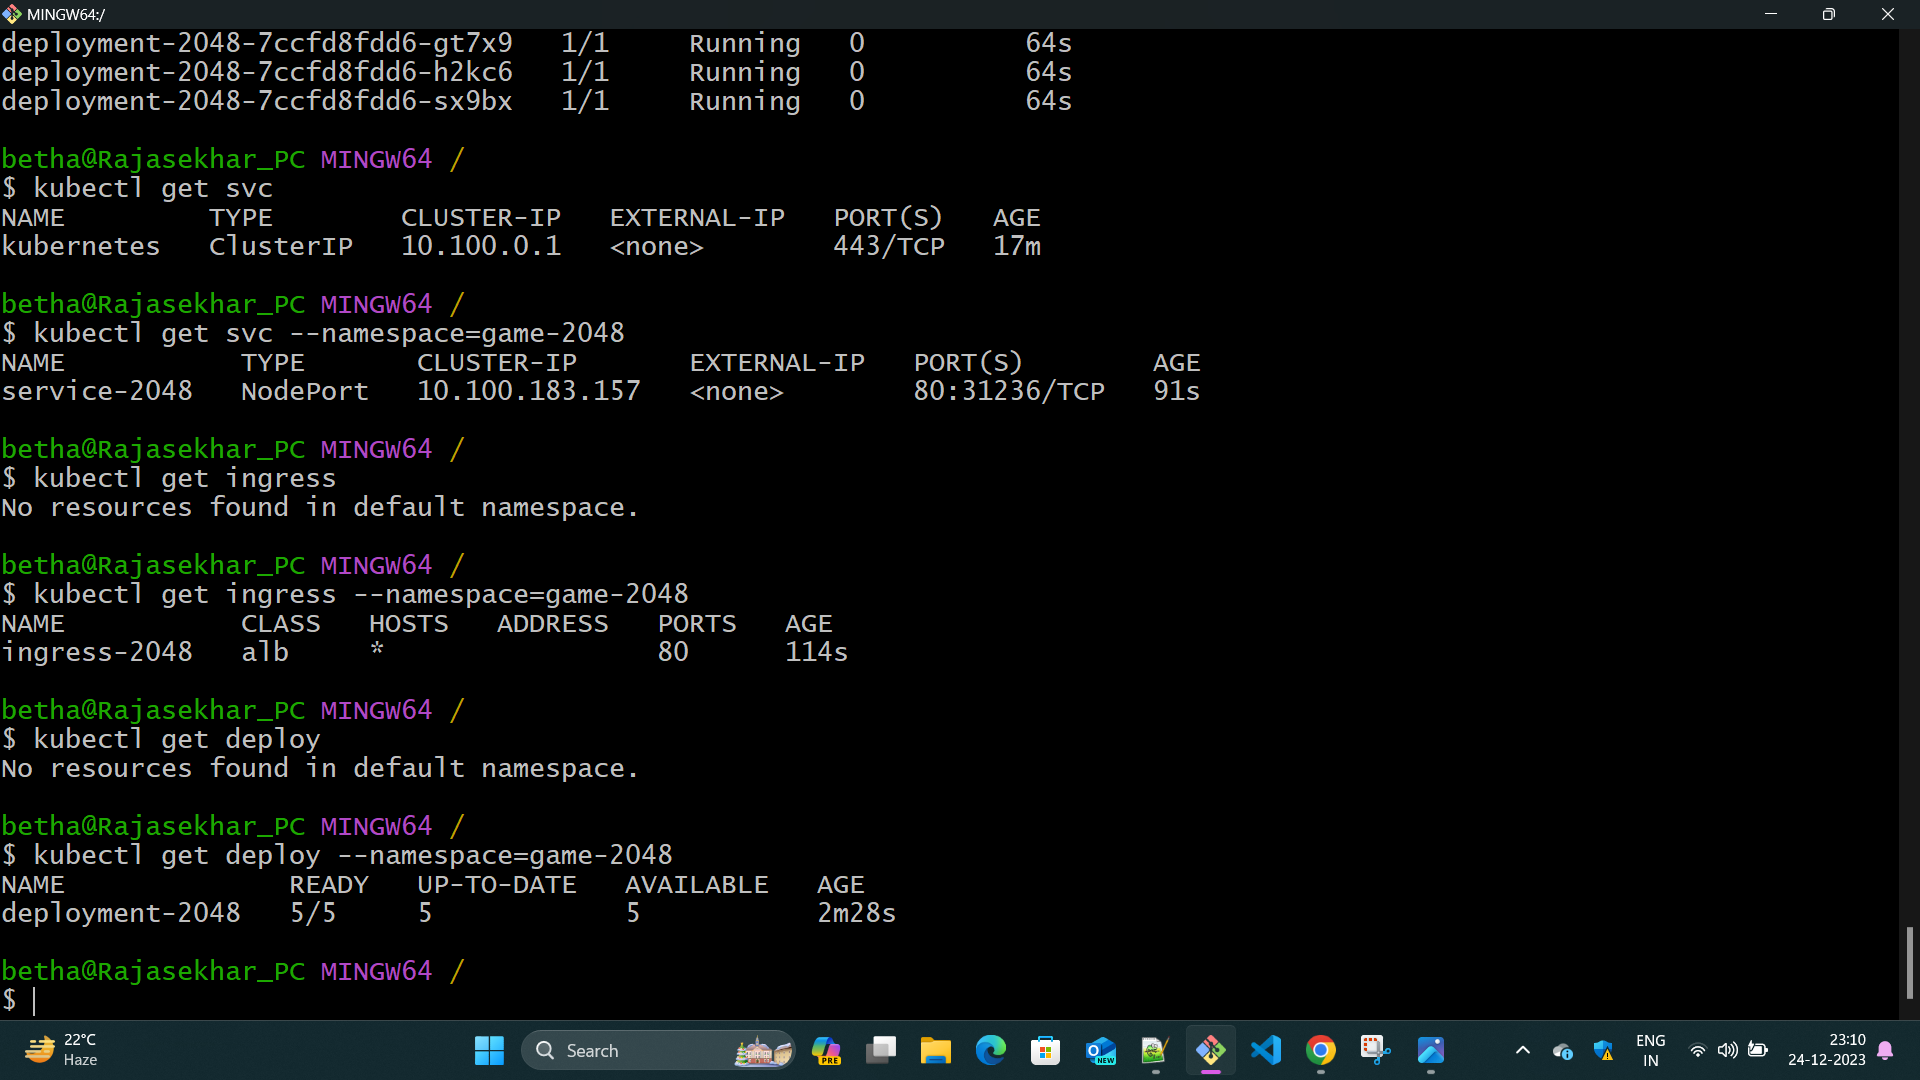 MINGW64:/
deployment-2048-7ccfd8fdd6-gt7x9   1/1     Running   0          64s
deployment-2048-7ccfd8fdd6-h2kc6   1/1     Running   0          64s
deployment-2048-7ccfd8fdd6-sx9bx   1/1     Running   0          64s
betha@Rajasekhar_PC MINGW64 /
$ kubectl get svc
NAME         TYPE        CLUSTER-IP   EXTERNAL-IP   PORT(S)   AGE
kubernetes   ClusterIP   10.100.0.1   <none>        443/TCP   17m
betha@Rajasekhar_PC MINGW64 /
$ kubectl get svc --namespace=game-2048
NAME           TYPE       CLUSTER-IP       EXTERNAL-IP   PORT(S)        AGE
service-2048   NodePort   10.100.183.157   <none>        80:31236/TCP   91s
betha@Rajasekhar_PC MINGW64 /
$ kubectl get ingress
No resources found in default namespace.
betha@Rajasekhar_PC MINGW64 /
$ kubectl get ingress --namespace=game-2048
NAME           CLASS   HOSTS   ADDRESS   PORTS   AGE
ingress-2048   alb     *                 80      114s
betha@Rajasekhar_PC MINGW64 /
$ kubectl get deploy
No resources found in default namespace.
betha@Rajasekhar_PC MINGW64 /
$ kubectl get deploy --namespace=game-2048
NAME              READY   UP-TO-DATE   AVAILABLE   AGE
deployment-2048   5/5     5            5           2m28s
betha@Rajasekhar_PC MINGW64 /
$
22°C
Haze
Search
PRE
NEW
ENG
IN
23:10
24-12-2023